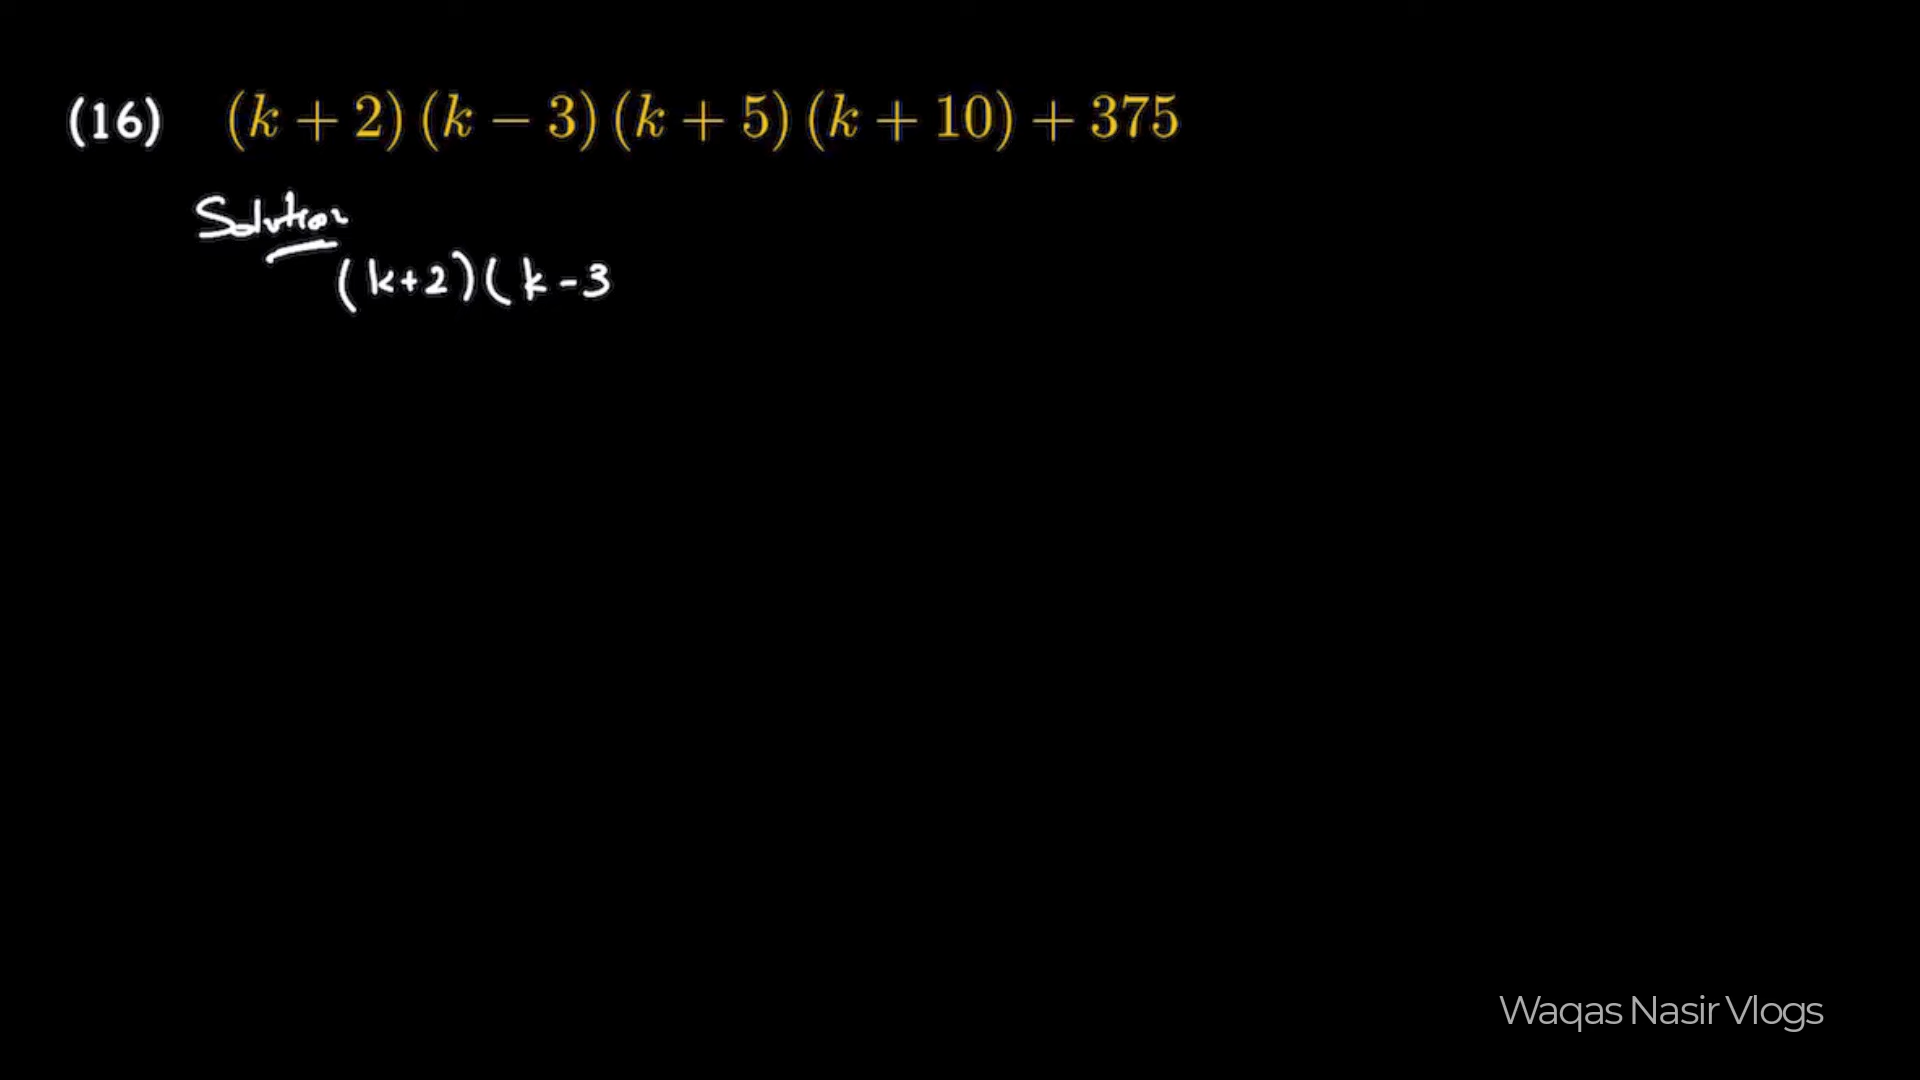 (16) (k + 2) (k − 3) (k + 5) (k + 10) + 375
Solution
(k+2)(k-3
Waqas Nasir Vlogs